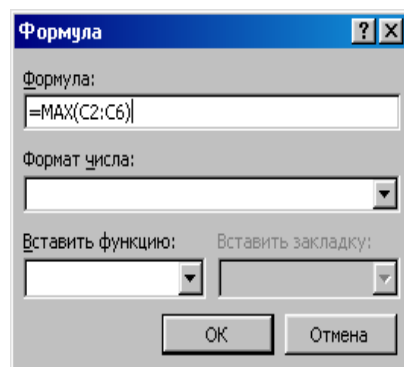 Формула
Формула:
=MAX(C2:C6)
Формат числа:
Вставить функцию: Вставить закладку:
ОК Отмена